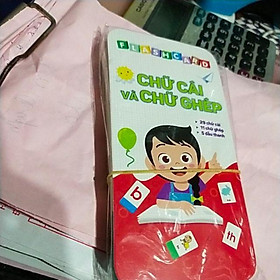 FLASHCARD
CHỮ CÁI
VÀ CHỮ GHÉP
• 29 chữ cái
• 11 chữ ghép
• 5 dấu thanh
b
th